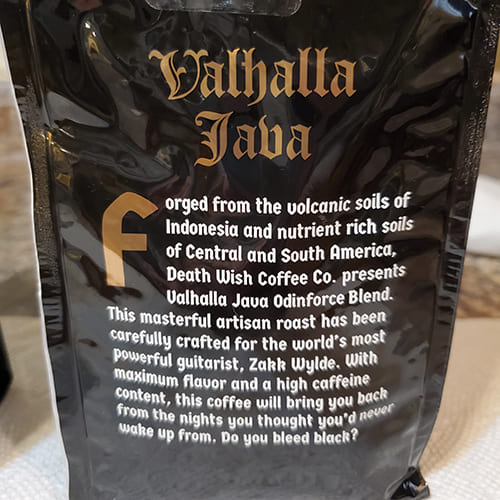 Valhalla
Java
Forged from the volcanic soils of
Indonesia and nutrient rich soils
of Central and South America,
Death Wish Coffee Co. presents
Valhalla Java Odinforce Blend.
This masterful artisan roast has been
carefully crafted for the world's most
powerful guitarist, Zakk Wylde. With
maximum flavor and a high caffeine
content, this coffee will bring you back
from the nights you thought you'd never
wake up from. Do you bleed black?